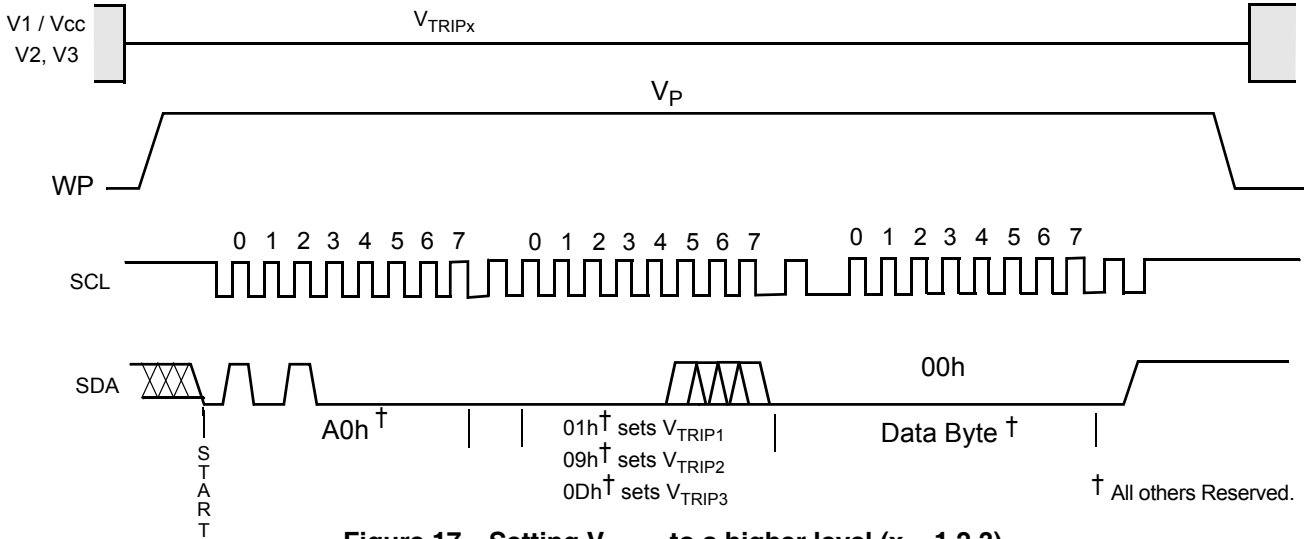 V1 / Vcc
V2, V3
VTRIPx
VP
WP
0 1 2 3 4 5 6 7 0 1 2 3 4 5 6 7 0 1 2 3 4 5 6 7
SCL
SDA
00h
A0h †
01h† sets VTRIP1
09h† sets VTRIP2
0Dh† sets VTRIP3
Data Byte †
START
† All others Reserved.